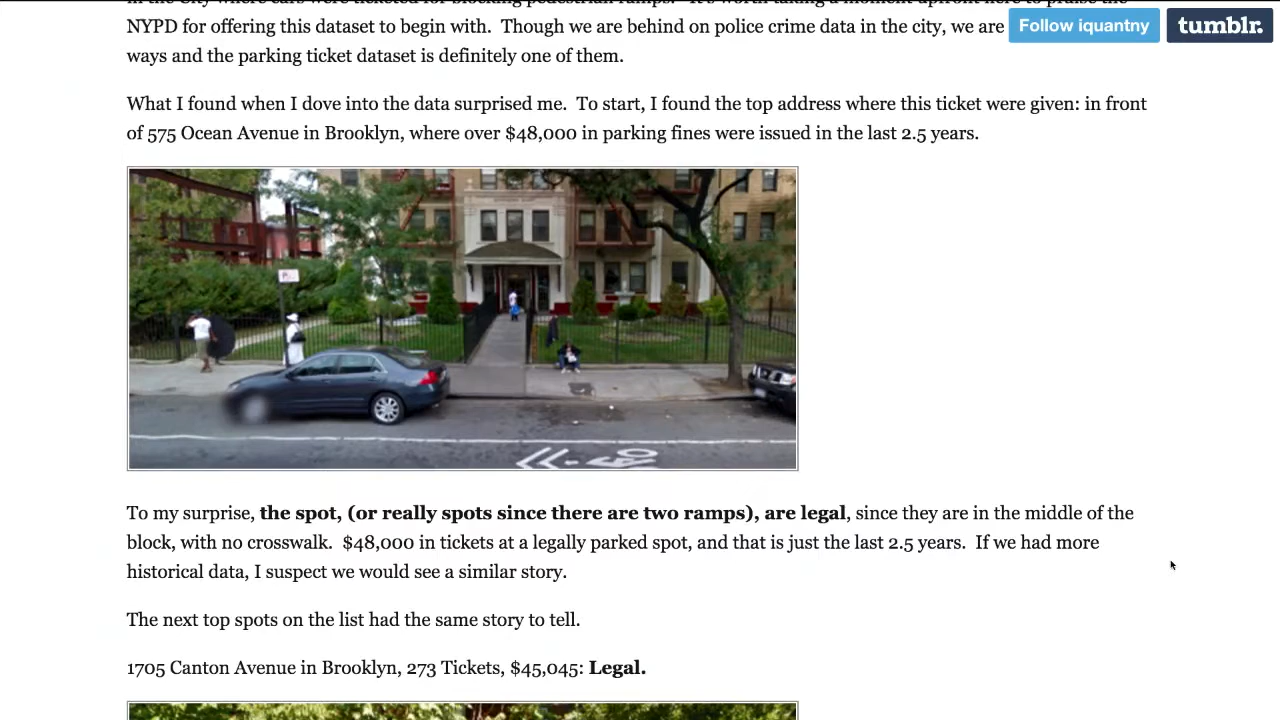 NYPD for offering this dataset to begin with. Though we are behind on police crime data in the city, we are
Follow iquantny
tumblr.
ways and the parking ticket dataset is definitely one of them.
What I found when I dove into the data surprised me. To start, I found the top address where this ticket were given: in front
of 575 Ocean Avenue in Brooklyn, where over $48,000 in parking fines were issued in the last 2.5 years.
To my surprise, the spot, (or really spots since there are two ramps), are legal, since they are in the middle of the
block, with no crosswalk. $48,000 in tickets at a legally parked spot, and that is just the last 2.5 years. If we had more
historical data, I suspect we would see a similar story.
The next top spots on the list had the same story to tell.
1705 Canton Avenue in Brooklyn, 273 Tickets, $45,045: Legal.